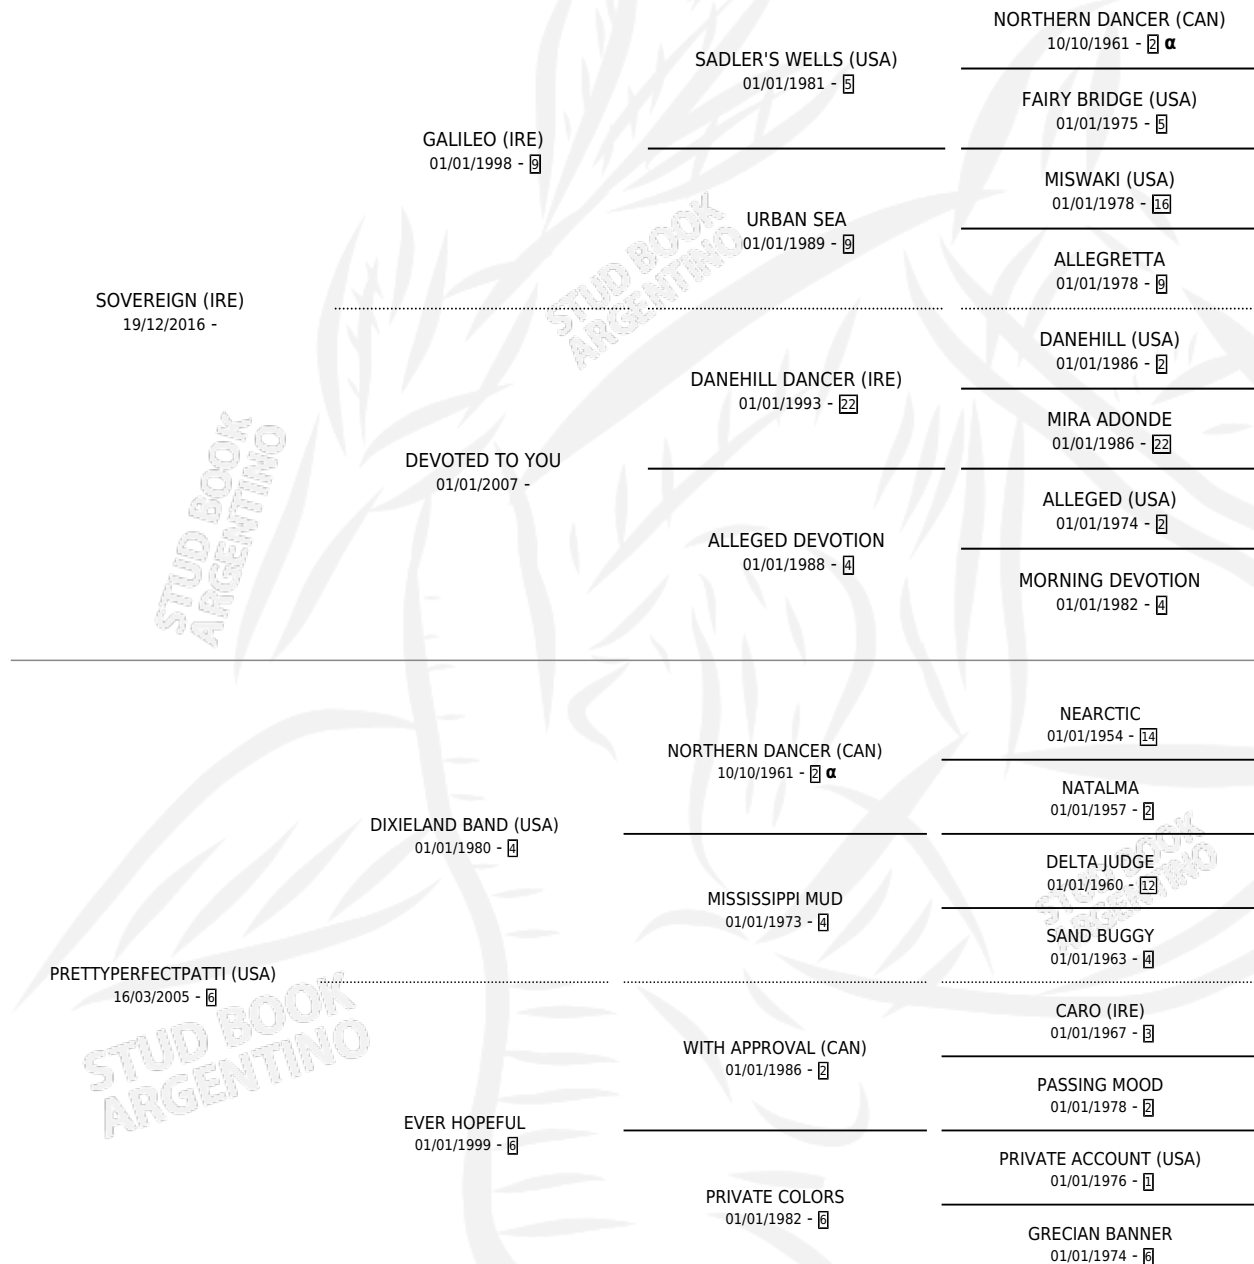 NORTHERN DANCER (CAN)
10/10/1961 - 2 α
SADLER'S WELLS (USA)
01/01/1981 - 5
FAIRY BRIDGE (USA)
01/01/1975 - 5
GALILEO (IRE)
01/01/1998 - 9
MISWAKI (USA)
01/01/1978 - 16
URBAN SEA
01/01/1989 - 9
ALLEGRETTA
01/01/1978 - 9
SOVEREIGN (IRE)
19/12/2016 -
DANEHILL (USA)
01/01/1986 - 2
DANEHILL DANCER (IRE)
01/01/1993 - 22
MIRA ADONDE
01/01/1986 - 22
DEVOTED TO YOU
01/01/2007 -
ALLEGED (USA)
01/01/1974 - 2
ALLEGED DEVOTION
01/01/1988 - 4
MORNING DEVOTION
01/01/1982 - 4
NEARCTIC
01/01/1954 - 14
NORTHERN DANCER (CAN)
10/10/1961 - 2 α
NATALMA
01/01/1957 - 2
DIXIELAND BAND (USA)
01/01/1980 - 4
DELTA JUDGE
01/01/1960 - 12
MISSISSIPPI MUD
01/01/1973 - 4
SAND BUGGY
01/01/1963 - 4
PRETTYPERFECTPATTI (USA)
16/03/2005 - 6
CARO (IRE)
01/01/1967 - 3
WITH APPROVAL (CAN)
01/01/1986 - 2
PASSING MOOD
01/01/1978 - 2
EVER HOPEFUL
01/01/1999 - 6
PRIVATE ACCOUNT (USA)
01/01/1976 - 1
PRIVATE COLORS
01/01/1982 - 6
GRECIAN BANNER
01/01/1974 - 6
STUD BOOK
ARGENTINO
STUD BOOK
ARGENTINO
STUD BOOK
ARGENTINO
STUD BOOK
ARGENTINO